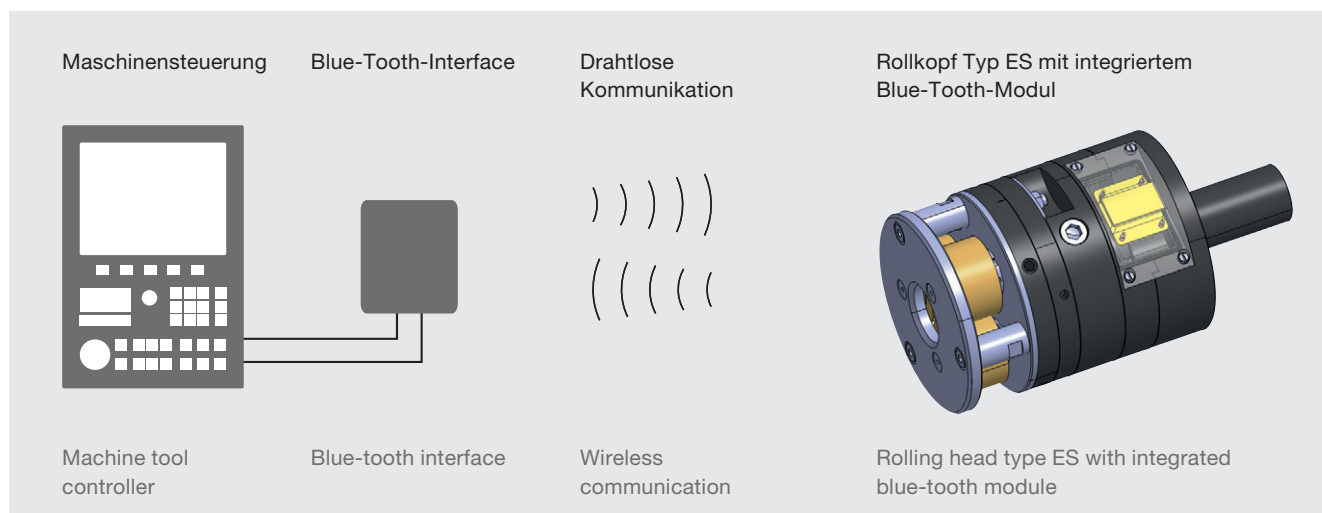 Maschinensteuerung
Blue-Tooth-Interface
Drahtlose
Kommunikation
Rollkopf Typ ES mit integriertem
Blue-Tooth-Modul
Machine tool
controller
Blue-tooth interface
Wireless
communication
Rolling head type ES with integrated
blue-tooth module